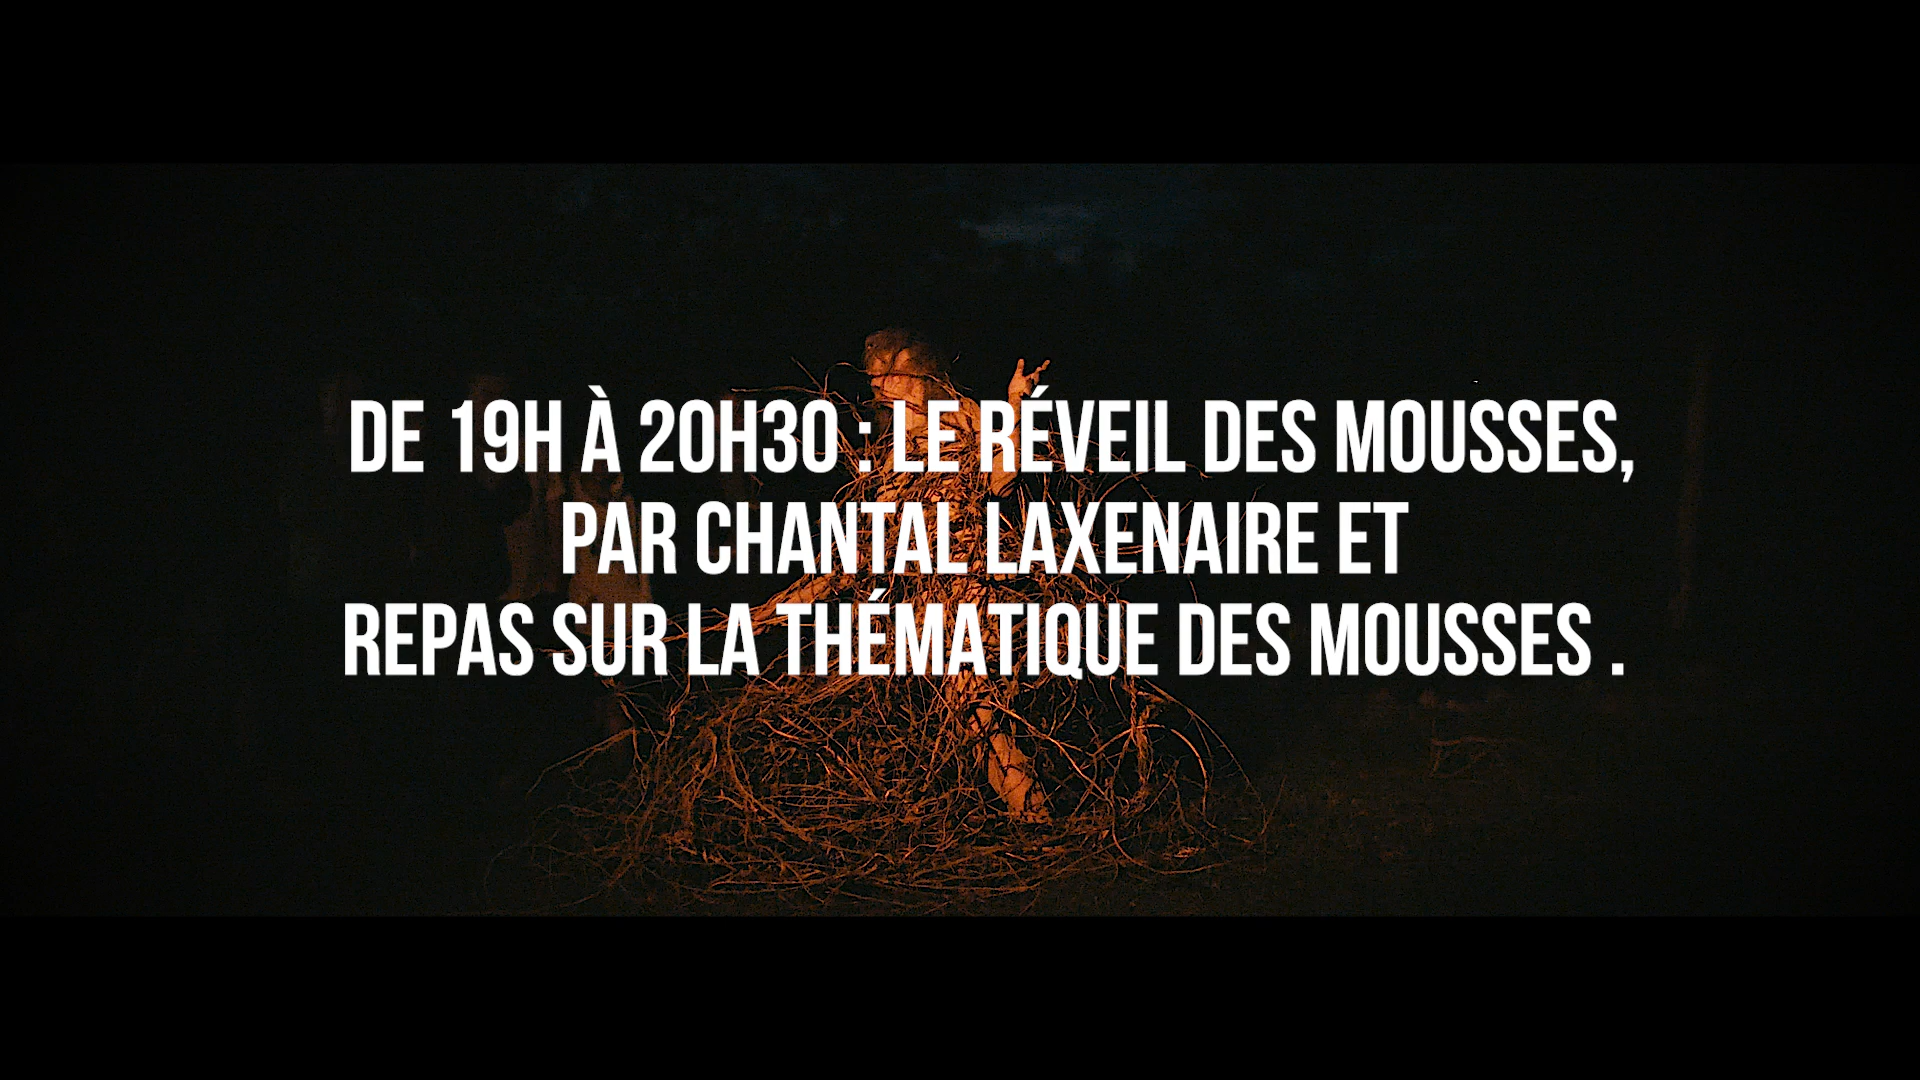 DE 19H À 20H30 : LE RÉVEIL DES MOUSSES,
PAR CHANTAL LAXENAIRE ET
REPAS SUR LA THÉMATIQUE DES MOUSSES .